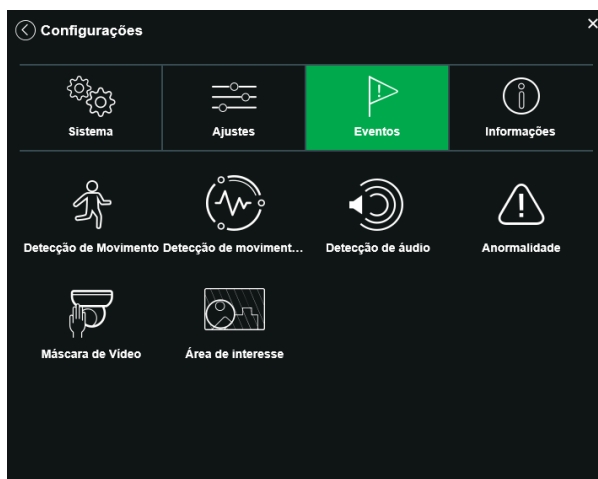 Configurações
Sistema
Ajustes
Eventos
Informações
Detecção de Movimento
Detecção de moviment...
Detecção de áudio
Anormalidade
Máscara de Vídeo
Área de interesse